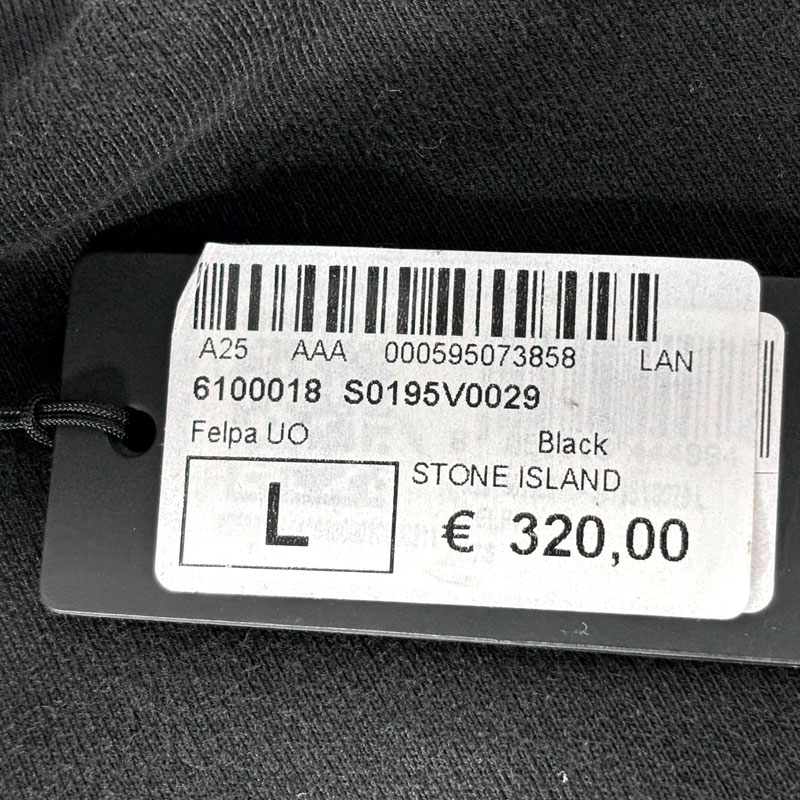 A25 AAA 000595073858 LAN
6100018 S0195V0029
Felpa UO Black
STONE ISLAND
L € 320,00